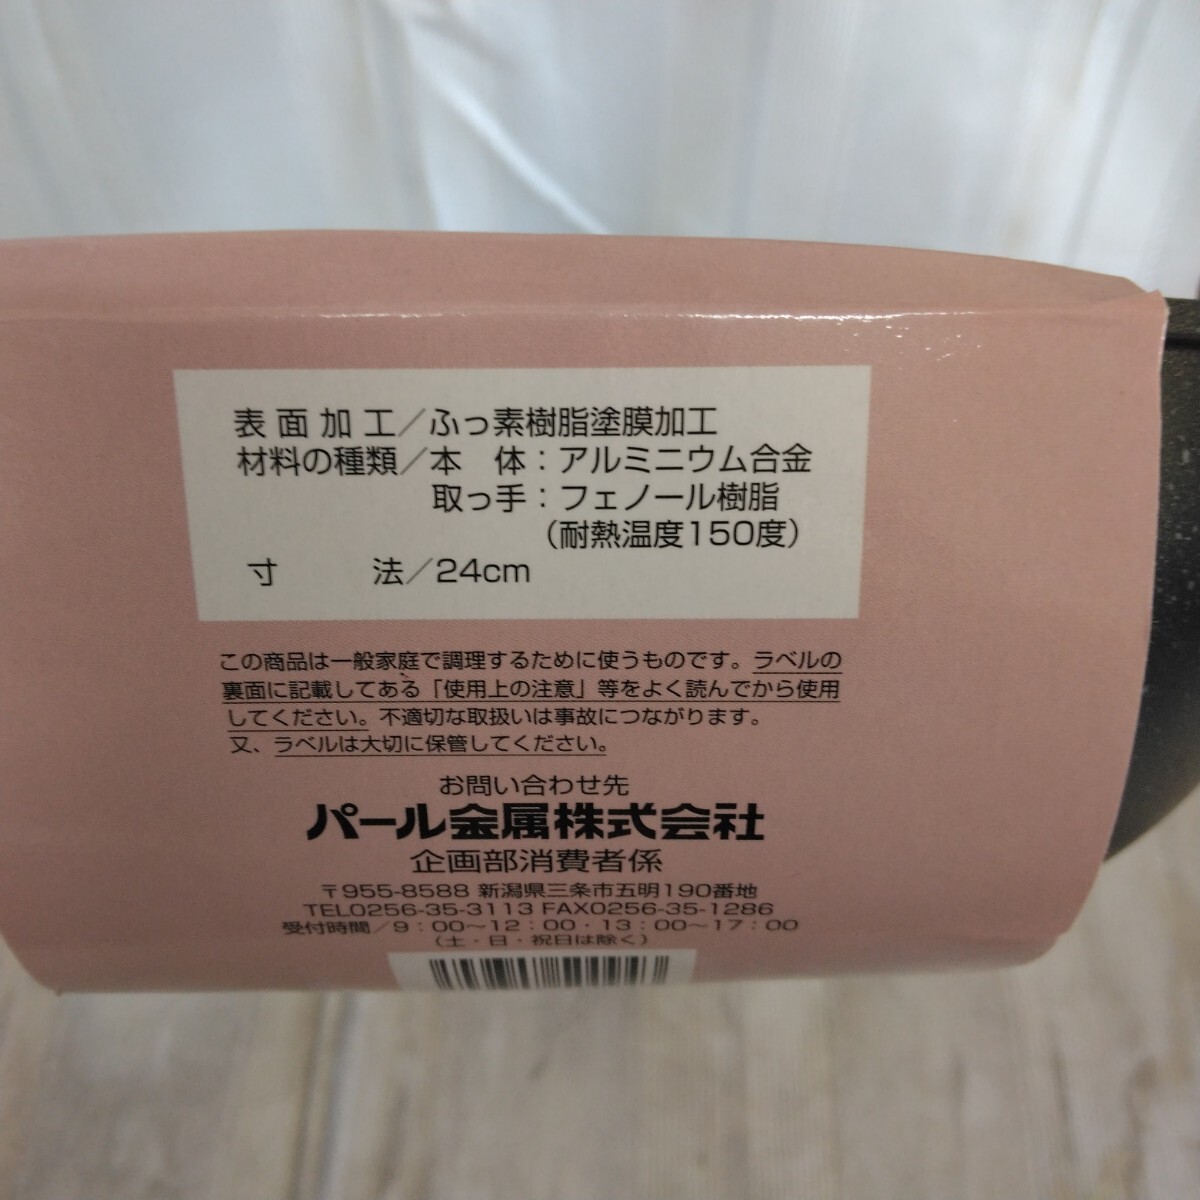 表面加工／ふっ素樹脂塗膜加工
材料の種類／本　体：アルミニウム合金
取っ手：フェノール樹脂
（耐熱温度150度）
寸　　　法／24cm
この商品は一般家庭で調理するために使うものです。ラベルの
裏面に記載してある「使用上の注意」等をよく読んでから使用
してください。不適切な取扱いは事故につながります。
又、ラベルは大切に保管してください。
お問い合わせ先
パール金属株式会社
企画部消費者係
〒955-8588 新潟県三条市五明190番地
TEL0256-35-3113 FAX0256-35-1286
受付時間／9：00〜12：00・13：00〜17：00
（土・日・祝日は除く）